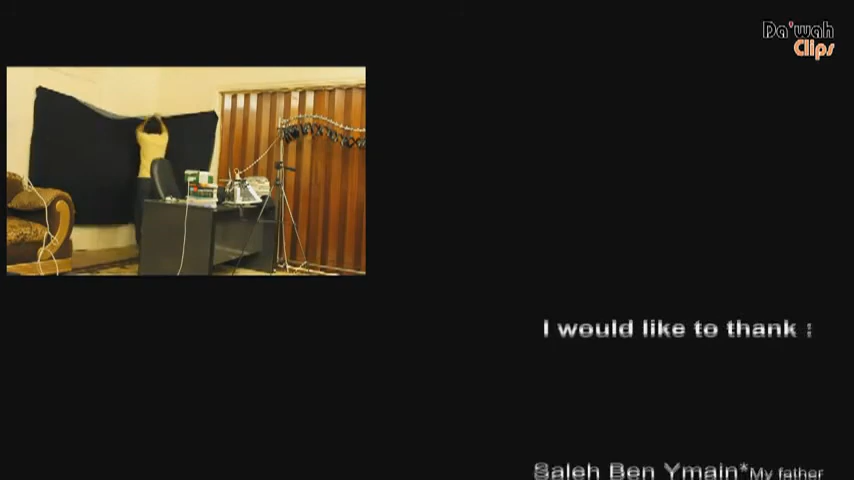 Da'wah
Clips
I would like to thank :
Saleh Ben Ymain*My father